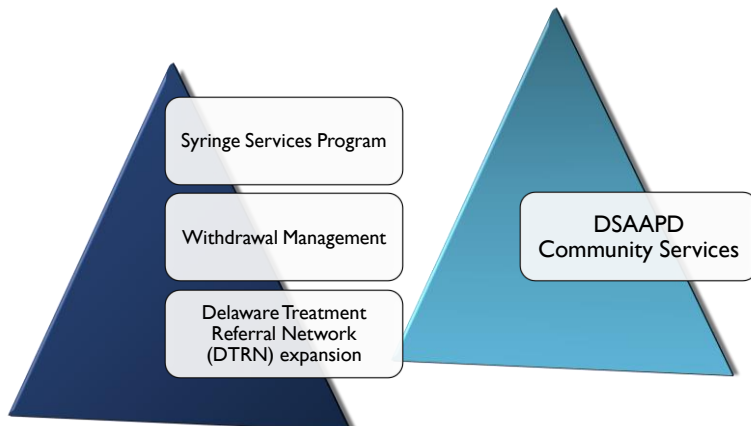 Syringe Services Program
Withdrawal Management
Delaware Treatment
Referral Network
(DTRN) expansion
DSAAPD
Community Services